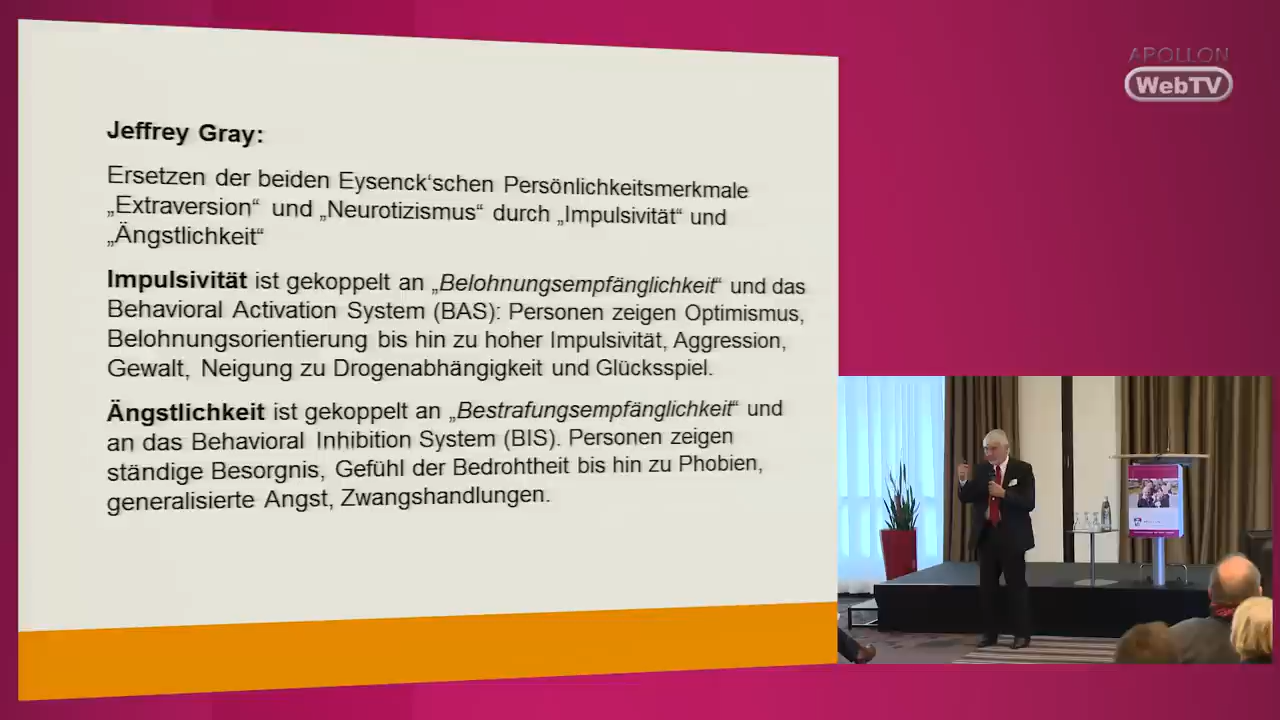 APOLLON
WebTV
Jeffrey Gray:
Ersetzen der beiden Eysenck‘schen Persönlichkeitsmerkmale
„Extraversion“ und „Neurotizismus“ durch „Impulsivität“ und
„Ängstlichkeit“
Impulsivität ist gekoppelt an „Belohnungsempfänglichkeit“ und das
Behavioral Activation System (BAS): Personen zeigen Optimismus,
Belohnungsorientierung bis hin zu hoher Impulsivität, Aggression,
Gewalt, Neigung zu Drogenabhängigkeit und Glücksspiel.
Ängstlichkeit ist gekoppelt an „Bestrafungsempfänglichkeit“ und
an das Behavioral Inhibition System (BIS). Personen zeigen
ständige Besorgnis, Gefühl der Bedrohtheit bis hin zu Phobien,
generalisierte Angst, Zwangshandlungen.